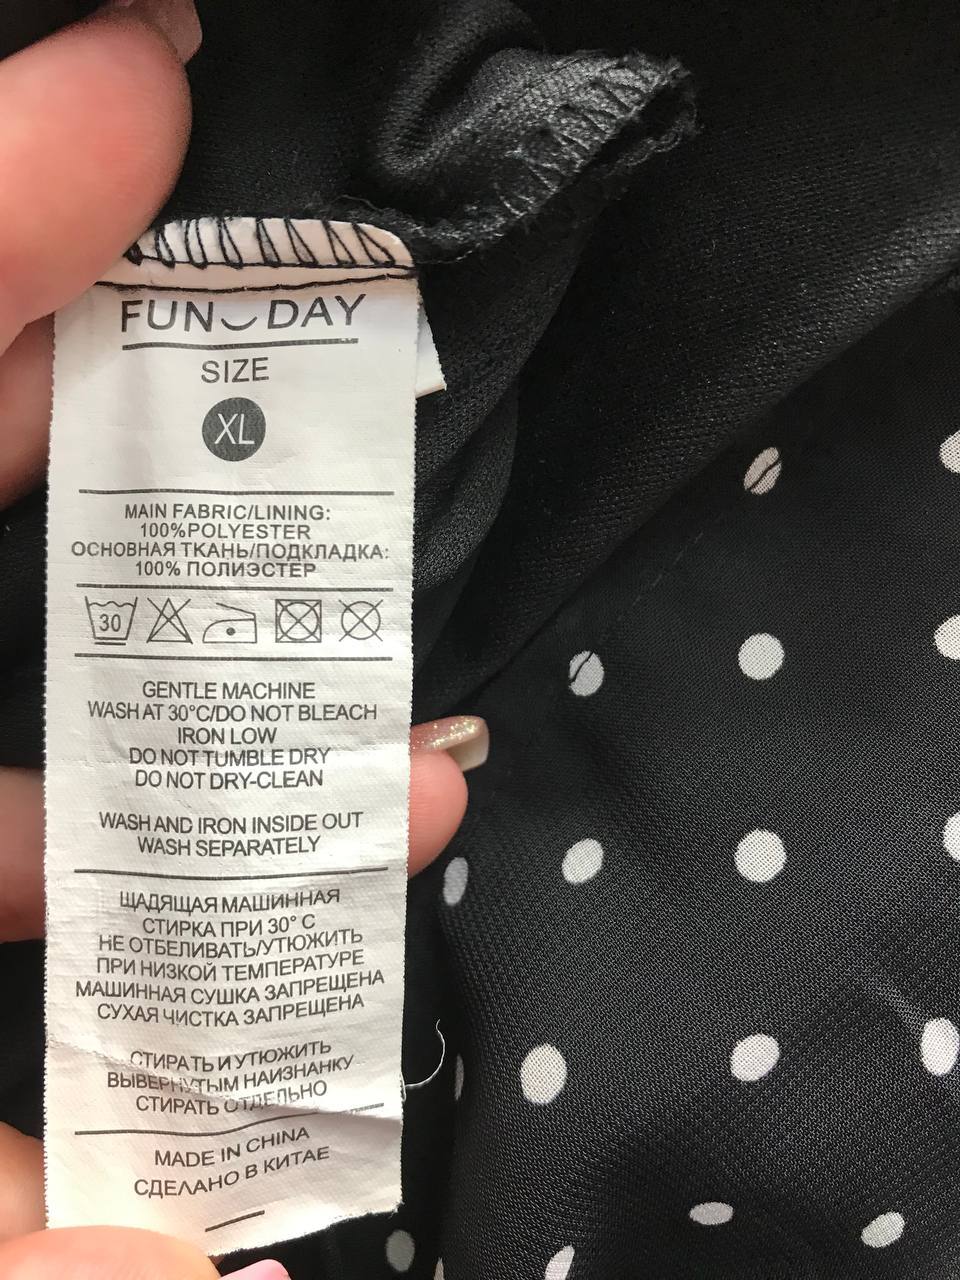 FUN DAY
SIZE
XL
MAIN FABRIC/LINING:
100%POLYESTER
ОСНОВНАЯ ТКАНЬ/ПОДКЛАДКА:
100% ПОЛИЭСТЕР
30
GENTLE MACHINE
WASH AT 30°C/DO NOT BLEACH
IRON LOW
DO NOT TUMBLE DRY
DO NOT DRY-CLEAN
WASH AND IRON INSIDE OUT
WASH SEPARATELY
ЩАДЯЩАЯ МАШИННАЯ
СТИРКА ПРИ 30° С
НЕ ОТБЕЛИВАТЬ/УТЮЖИТЬ
ПРИ НИЗКОЙ ТЕМПЕРАТУРЕ
МАШИННАЯ СУШКА ЗАПРЕЩЕНА
СУХАЯ ЧИСТКА ЗАПРЕЩЕНА
СТИРАТЬ И УТЮЖИТЬ
ВЫВЕРНУТЫМ НАИЗНАНКУ
СТИРАТЬ ОТДЕЛЬНО
MADE IN CHINA
СДЕЛАНО В КИТАЕ